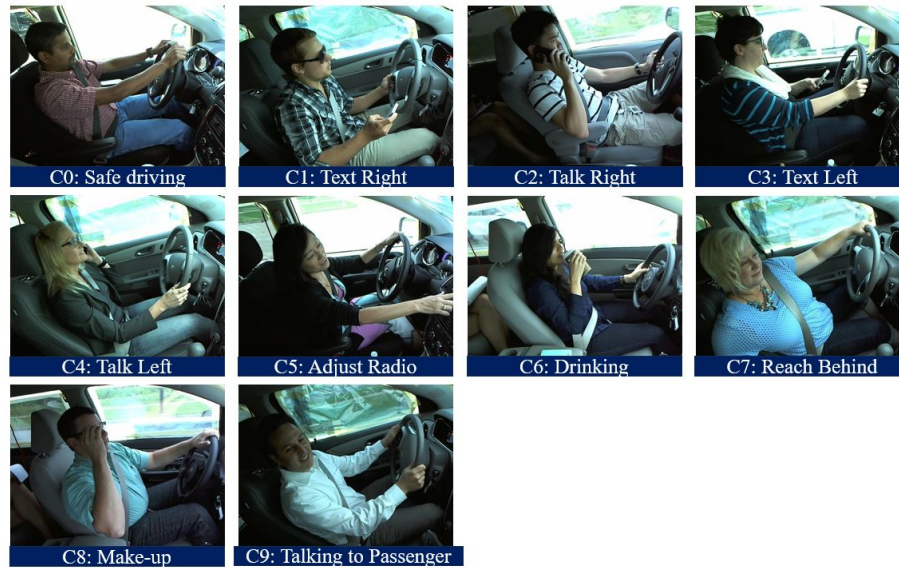 C0: Safe driving
C1: Text Right
C2: Talk Right
C3: Text Left
C4: Talk Left
C5: Adjust Radio
C6: Drinking
C7: Reach Behind
C8: Make-up
C9: Talking to Passenger